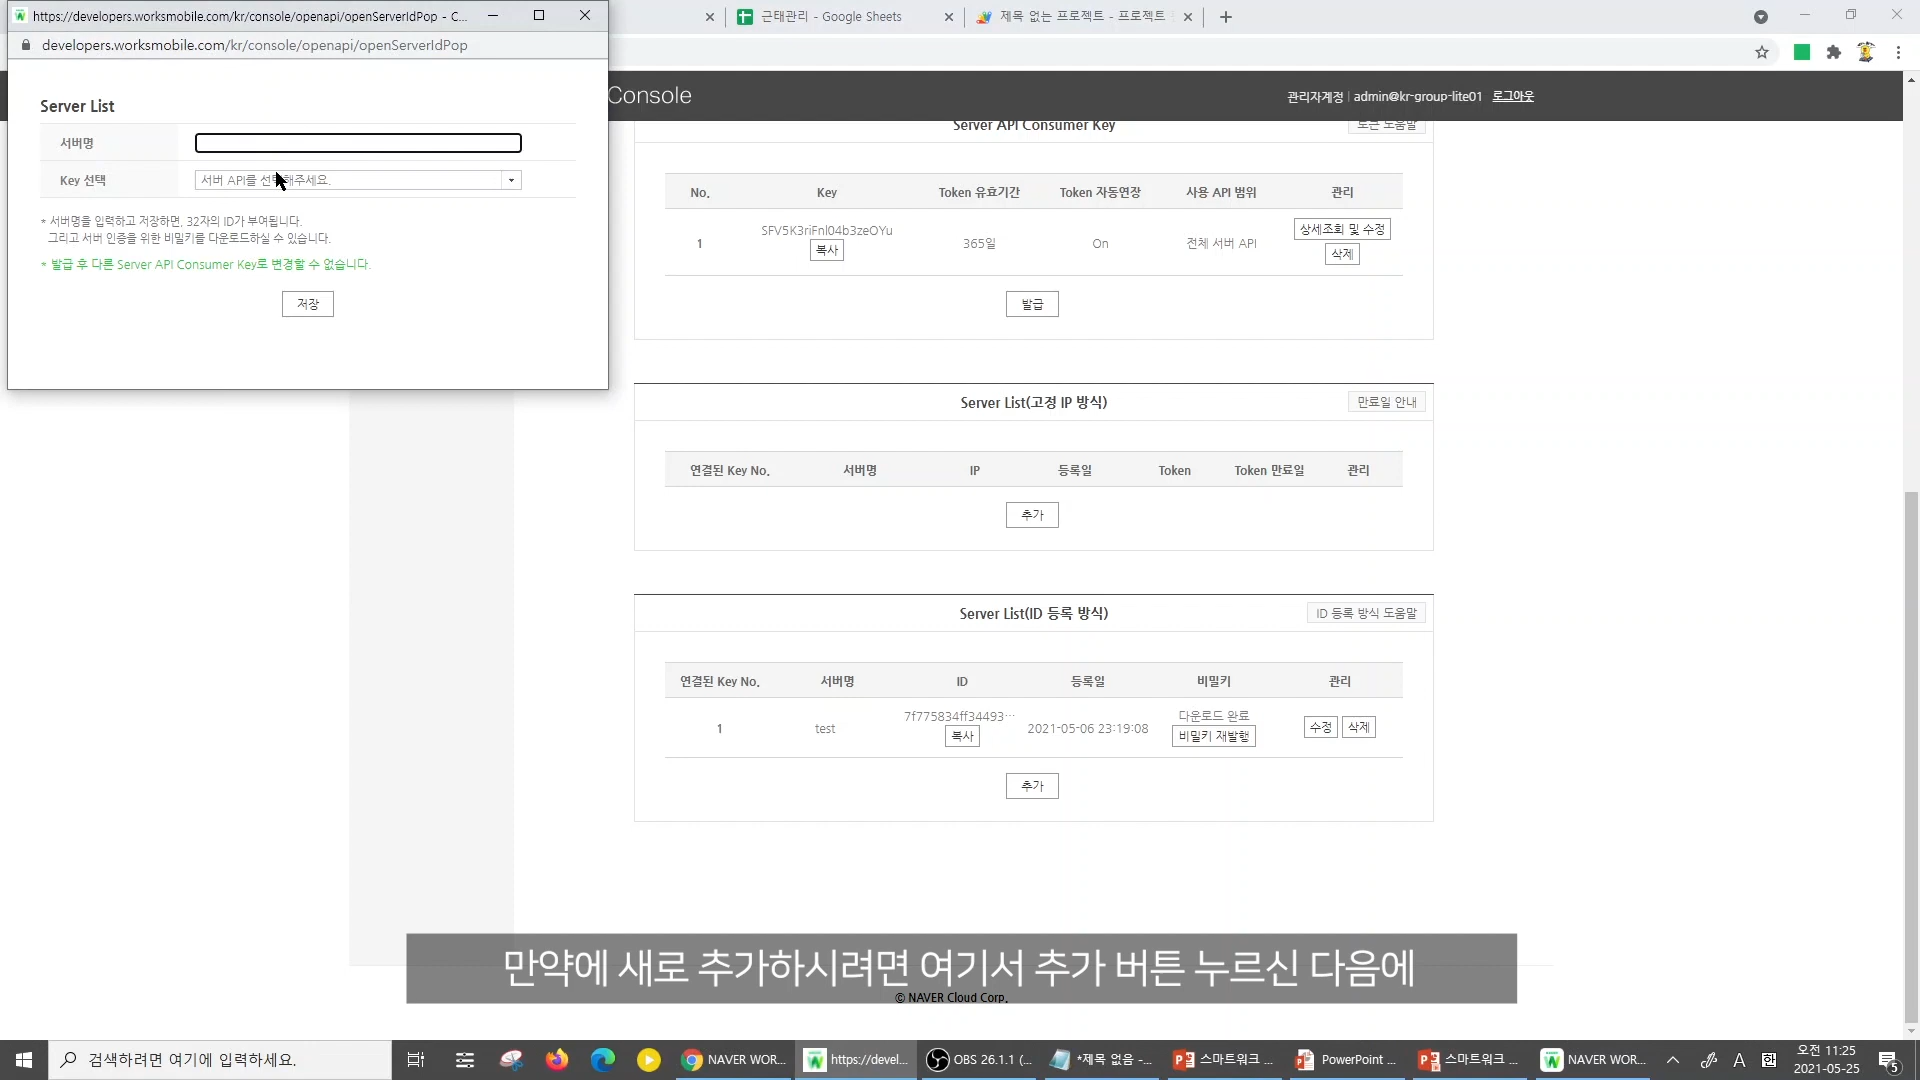 https://developers.worksmobile.com/kr/console/openapi/openServerIdPop - C...
developers.worksmobile.com/kr/console/openapi/openServerIdPop
근태관리 - Google Sheets
제목 없는 프로젝트 - 프로젝트
Console
관리자계정 | admin@kr-group-lite01 로그아웃
Server List
서버명
Key 선택
* 서버명을 입력하고 저장하면, 32자의 ID가 부여됩니다.
그리고 서버 인증을 위한 비밀키를 다운로드하실 수 있습니다.
* 발급 후 다른 Server API Consumer Key로 변경할 수 없습니다.
저장
Server API Consumer Key 토큰 도움말
No. Key Token 유효기간 Token 자동연장 사용 API 범위 관리
1 SFV5K3riFnl04b3zeOYu 365일 On 전체 서버 API 상세조회 및 수정
복사 삭제
발급
Server List(고정 IP 방식) 만료일 안내
연결된 Key No. 서버명 IP 등록일 Token Token 만료일 관리
추가
Server List(ID 등록 방식) ID 등록 방식 도움말
연결된 Key No. 서버명 ID 등록일 비밀키 관리
1 test 7f775834ff34493… 2021-05-06 23:19:08 다운로드 완료 수정 삭제
복사 비밀키 재발행
추가
만약에 새로 추가하시려면 여기서 추가 버튼 누르신 다음에
© NAVER Cloud Corp.
검색하려면 여기에 입력하세요.
NAVER WOR...
https://devel...
OBS 26.1.1 (...
*제목 없음 -...
스마트워크 ...
PowerPoint ...
스마트워크 ...
NAVER WOR...
A 한
오전 11:25
2021-05-25
5